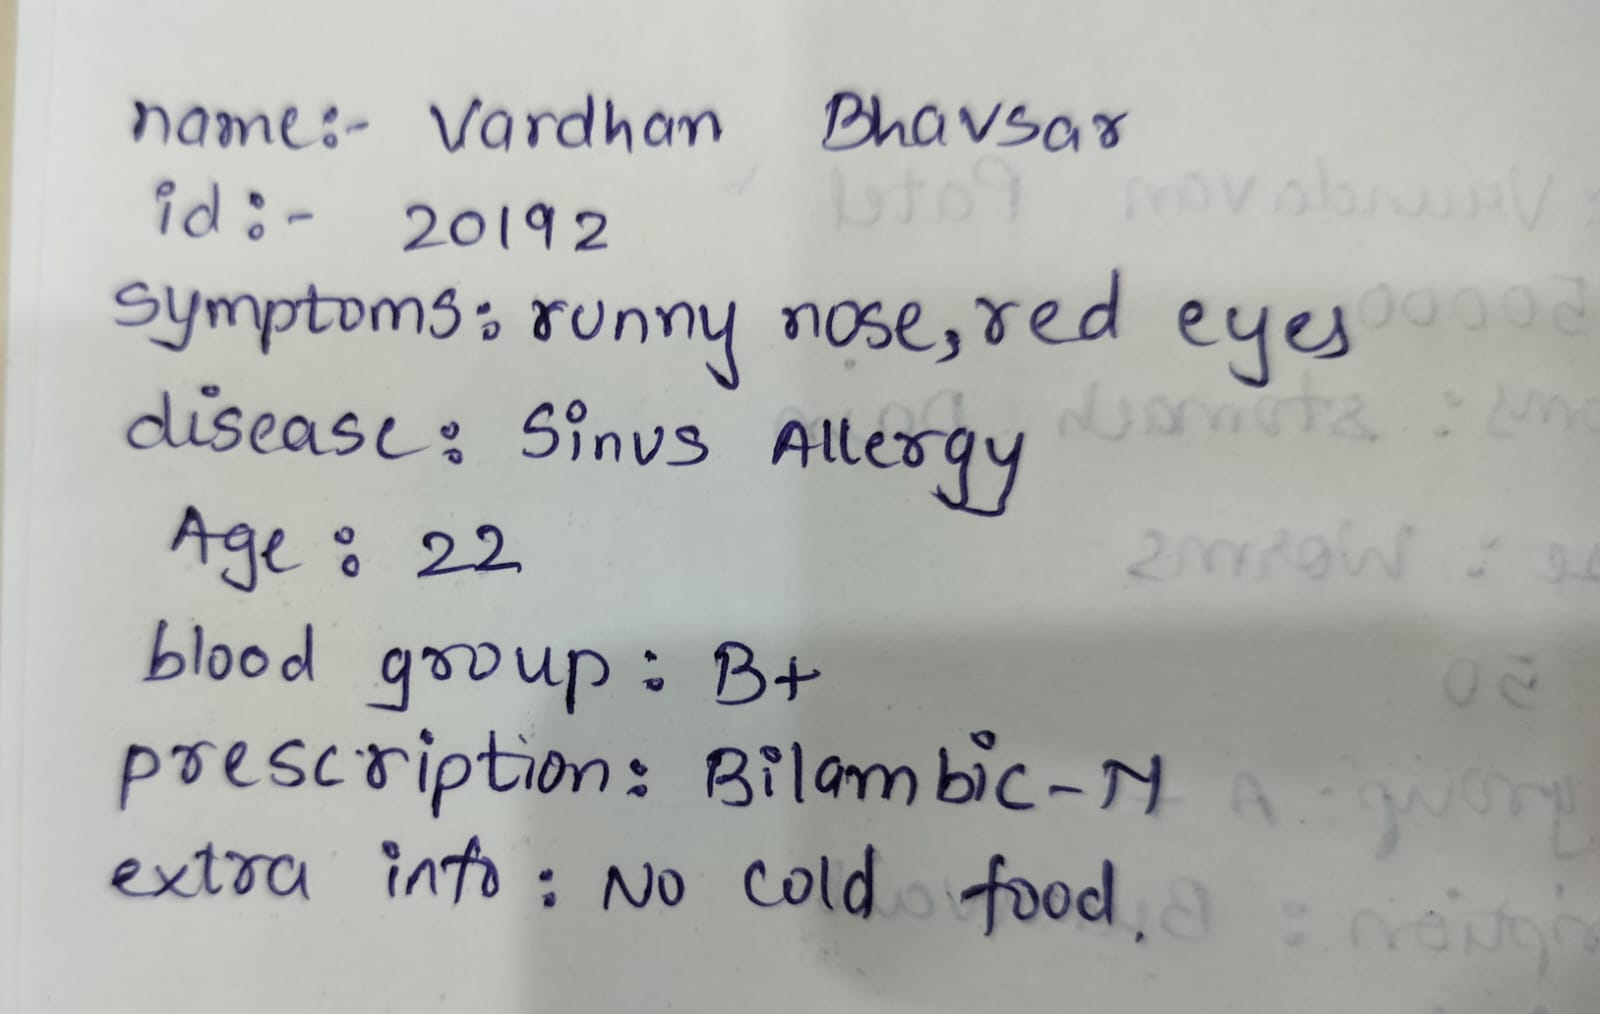 name:- Vardhan Bhavsar
id:- 20192
symptoms: runny nose, red eyes
disease: Sinus Allergy
Age : 22
blood group : B+
prescription: Bilambic-M
extra info : No cold food.